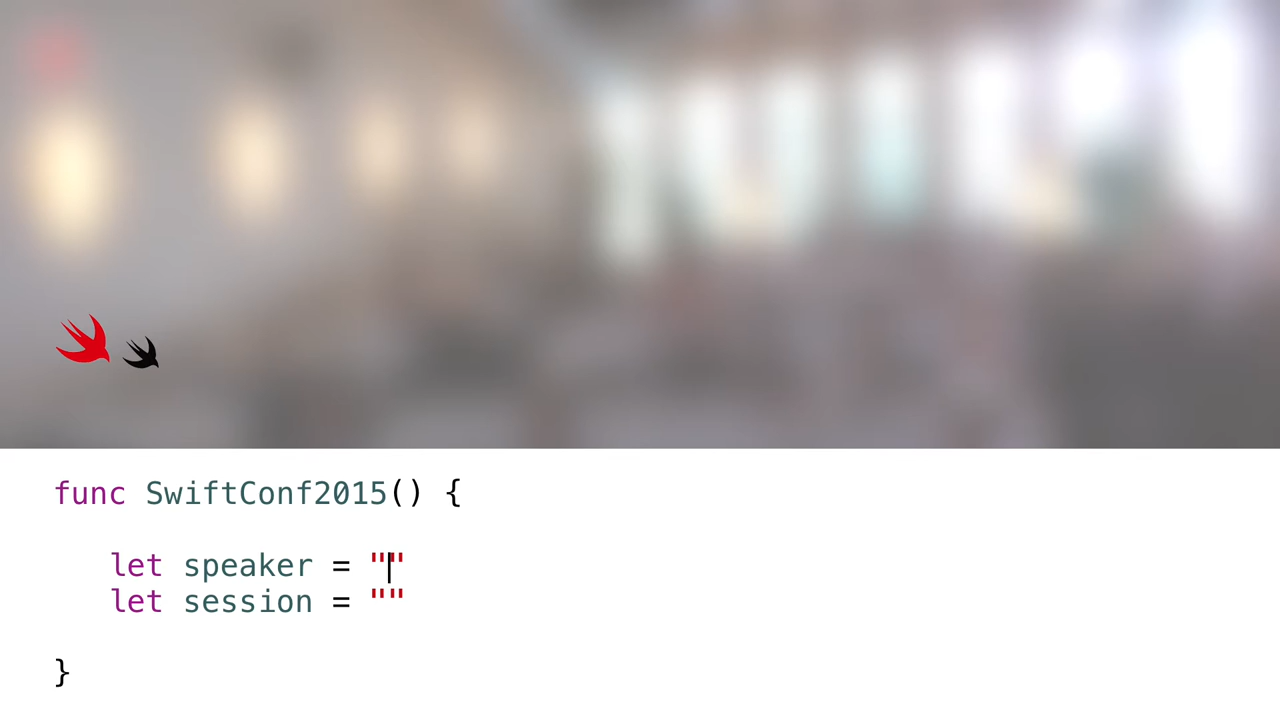 func SwiftConf2015() {
let speaker = ""
let session = ""
}